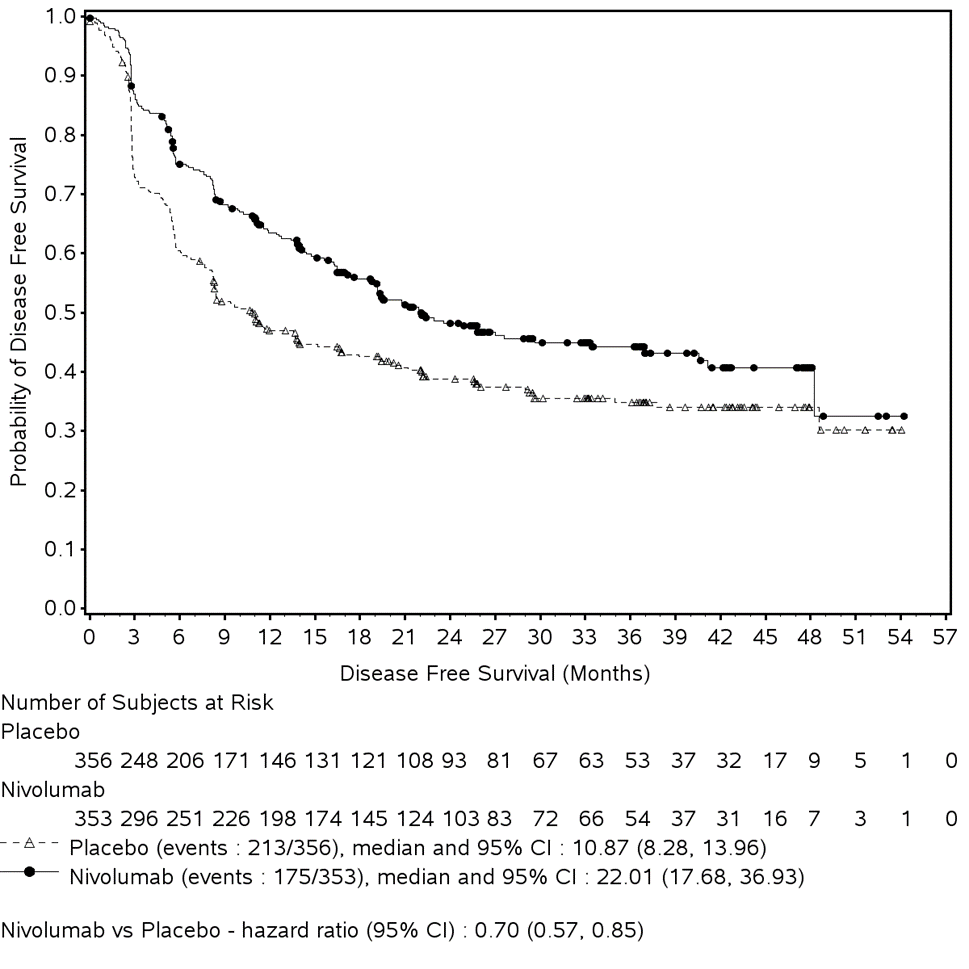 1.0
0.9
0.8
0.7
0.6
0.5
0.4
0.3
0.2
0.1
0.0
Probability of Disease Free Survival
0 3 6 9 12 15 18 21 24 27 30 33 36 39 42 45 48 51 54 57
Disease Free Survival (Months)
Number of Subjects at Risk
Placebo
356 248 206 171 146 131 121 108 93 81 67 63 53 37 32 17 9 5 1 0
Nivolumab
353 296 251 226 198 174 145 124 103 83 72 66 54 37 31 16 7 3 1 0
Placebo (events : 213/356), median and 95% CI : 10.87 (8.28, 13.96)
Nivolumab (events : 175/353), median and 95% CI : 22.01 (17.68, 36.93)
Nivolumab vs Placebo - hazard ratio (95% CI) : 0.70 (0.57, 0.85)